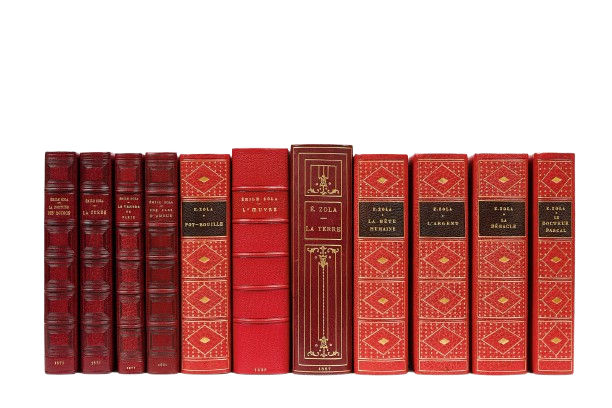 ÉMILE ZOLA
LA FORTUNE
DES ROUGON
1871
ÉMILE ZOLA
LA CURÉE
ÉMILE ZOLA
LE VENTRE
DE
PARIS
ÉMILE ZOLA
UNE PAGE
D'AMOUR
É. ZOLA
POT-BOUILLE
ÉMILE ZOLA
L'ŒUVRE
É. ZOLA
LA TERRE
1887
É. ZOLA
LA BÊTE
HUMAINE
É. ZOLA
L'ARGENT
É. ZOLA
LA
DÉBACLE
É. ZOLA
LE
DOCTEUR
PASCAL